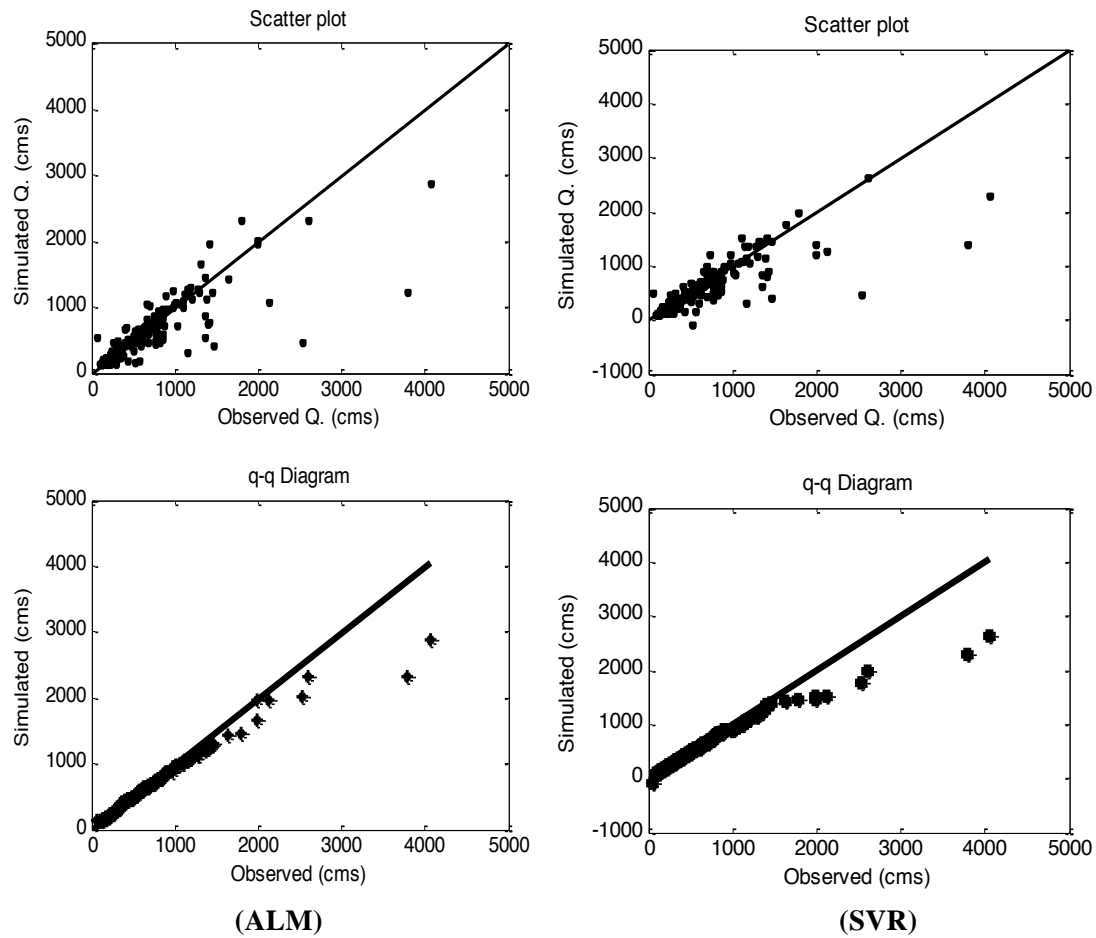 Scatter plot
5000
4000
3000
2000
1000
0
Simulated Q. (cms)
0 1000 2000 3000 4000 5000
Observed Q. (cms)
Scatter plot
5000
4000
3000
2000
1000
0
-1000
Simulated Q. (cms)
0 1000 2000 3000 4000 5000
Observed Q. (cms)
q-q Diagram
5000
4000
3000
2000
1000
0
Simulated (cms)
0 1000 2000 3000 4000 5000
Observed (cms)
(ALM)
q-q Diagram
5000
4000
3000
2000
1000
0
-1000
Simulated (cms)
0 1000 2000 3000 4000 5000
Observed (cms)
(SVR)